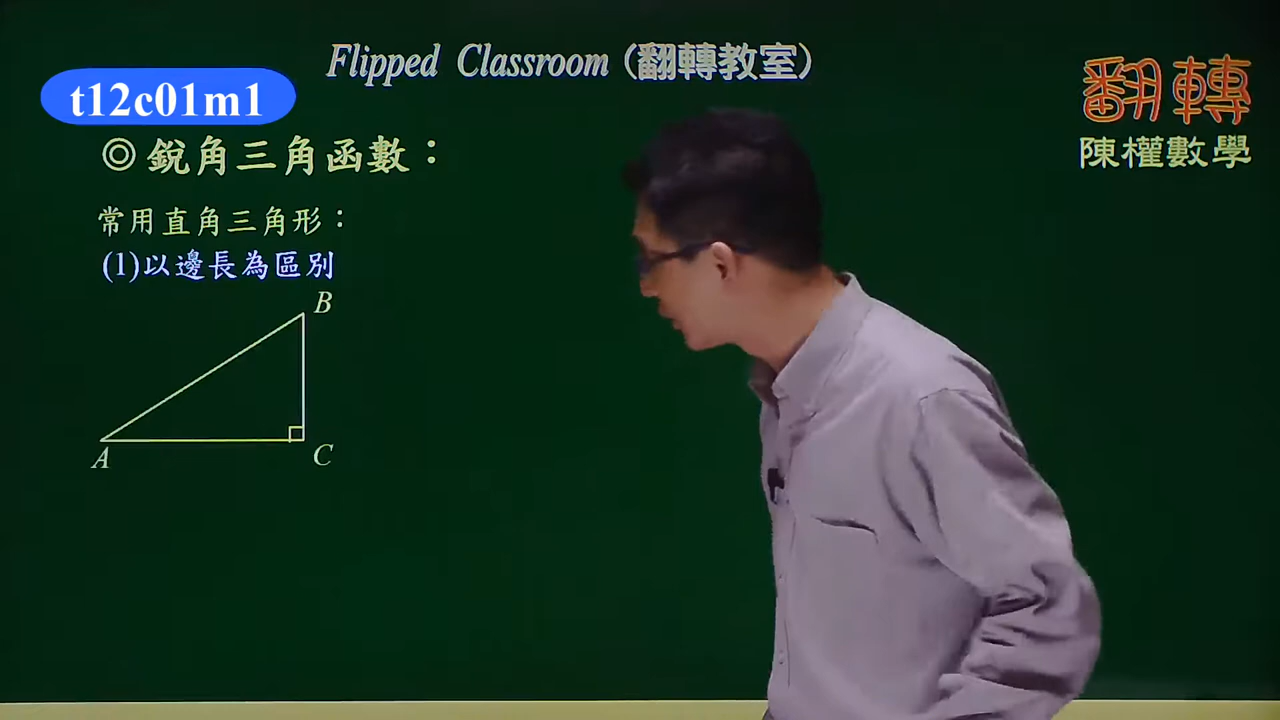 Flipped Classroom (翻轉教室)
t12c01m1
翻轉
陳權數學
◎銳角三角函數：
常用直角三角形：
(1)以邊長為區別
B
A
C